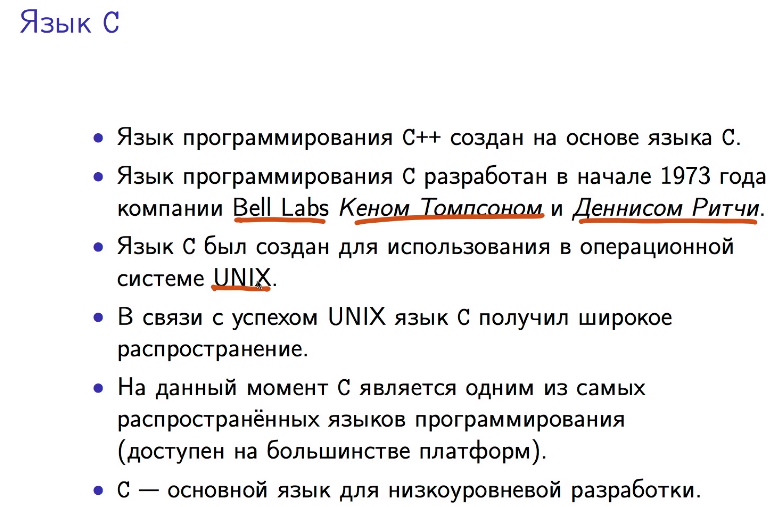 Язык C
• Язык программирования C++ создан на основе языка C.
• Язык программирования C разработан в начале 1973 года
компании Bell Labs Кеном Томпсоном и Деннисом Ритчи.
• Язык C был создан для использования в операционной
системе UNIX.
• В связи с успехом UNIX язык C получил широкое
распространение.
• На данный момент C является одним из самых
распространённых языков программирования
(доступен на большинстве платформ).
• C — основной язык для низкоуровневой разработки.